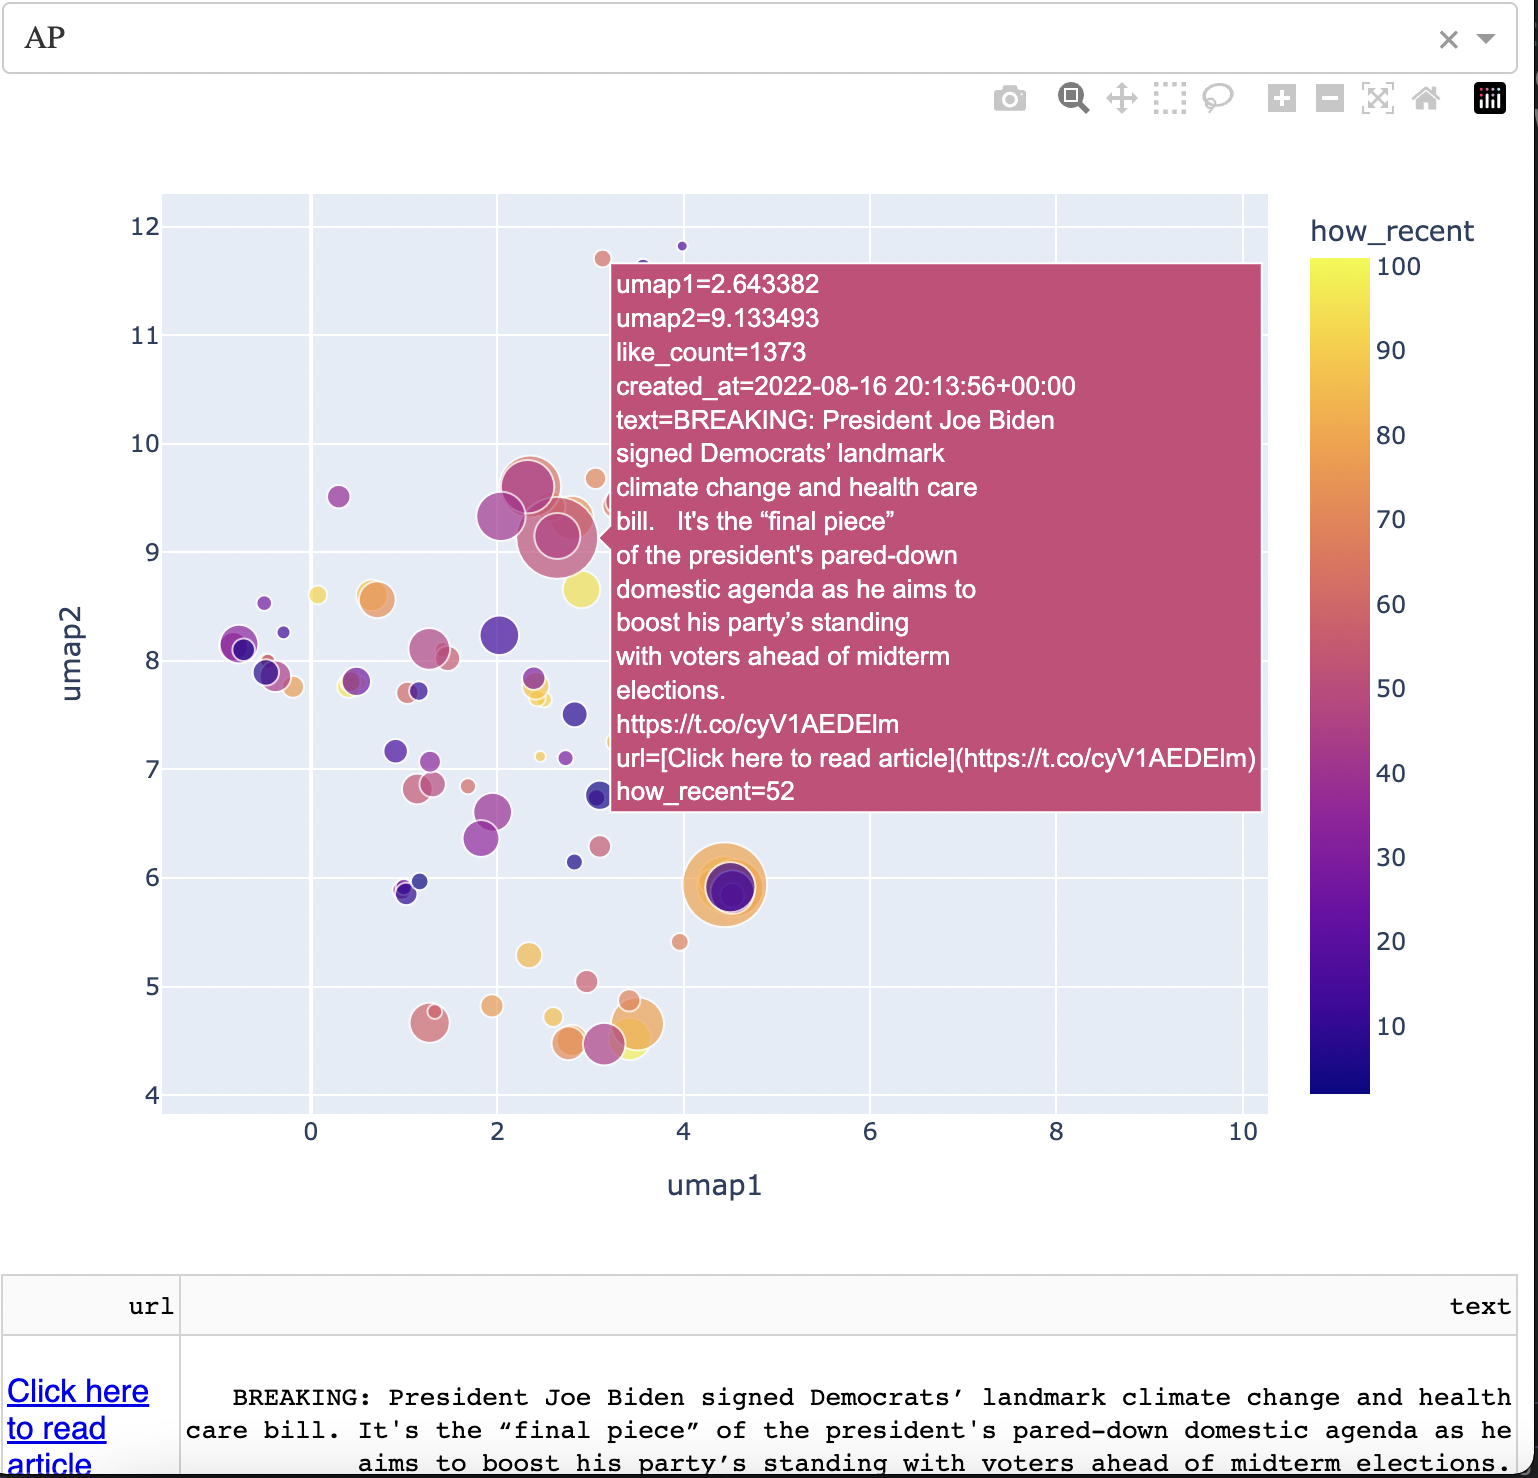 AP
12
11
10
9
8
7
6
5
4
umap2
0
2
4
6
8
10
umap1
how_recent
100
90
80
70
60
50
40
30
20
10
umap1=2.643382
umap2=9.133493
like_count=1373
created_at=2022-08-16 20:13:56+00:00
text=BREAKING: President Joe Biden
signed Democrats’ landmark
climate change and health care
bill.   It's the “final piece”
of the president's pared-down
domestic agenda as he aims to
boost his party’s standing
with voters ahead of midterm
elections.
https://t.co/cyV1AEDElm
url=[Click here to read article](https://t.co/cyV1AEDElm)
how_recent=52
url
text
Click here
to read
article
BREAKING: President Joe Biden signed Democrats’ landmark climate change and health
care bill. It's the “final piece” of the president's pared-down domestic agenda as he
aims to boost his party’s standing with voters ahead of midterm elections.